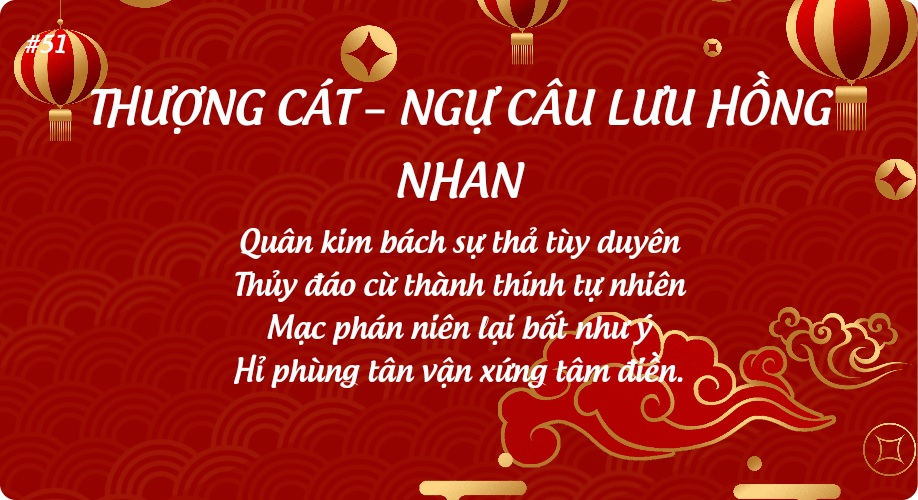 #51
THƯỢNG CÁT – NGỰ CÂU LƯU HỒNG
NHAN
Quân kim bách sự thả tùy duyên
Thủy đáo cừ thành thính tự nhiên
Mạc phán niên lại bất như ý
Hỉ phùng tân vận xứng tâm điền.